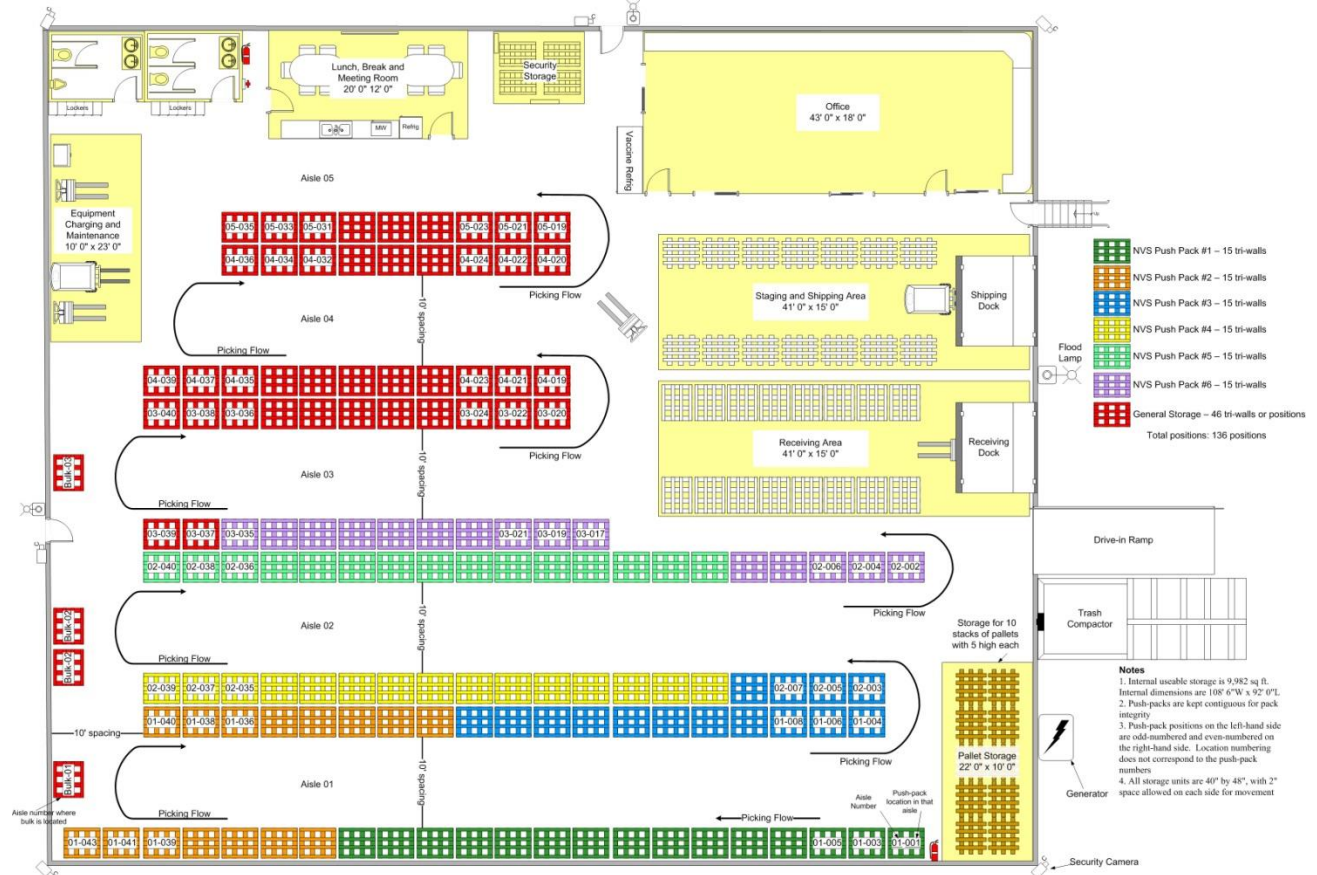 Lockers
Lockers
Lunch, Break and
Meeting Room
20' 0" 12' 0"
MW
Refrig
Security
Storage
Office
43' 0" x 18' 0"
Vaccine Refrig
Equipment
Charging and
Maintenance
10' 0" x 23' 0"
Aisle 05
05-035 05-033 05-031 05-023 05-021 05-019
04-036 04-034 04-032 04-024 04-022 04-020
Picking Flow
10' spacing
Aisle 04
Picking Flow
04-039 04-037 04-035 04-023 04-021 04-019
03-040 03-038 03-036 03-024 03-022 03-020
Picking Flow
10' spacing
Aisle 03
Bulk-03
Picking Flow
03-039 03-037 03-035 03-021 03-019 03-017
02-040 02-038 02-036 02-006 02-004 02-002
Picking Flow
10' spacing
Aisle 02
Bulk-02
Bulk-02
Picking Flow
02-039 02-037 02-035 02-007 02-005 02-003
01-040 01-038 01-036 01-008 01-006 01-004
10' spacing
Picking Flow
10' spacing
Aisle 01
Bulk-01
Aisle number where
bulk is located
Picking Flow
Picking Flow
Aisle
Number
Push-pack
location in that
aisle
01-043 01-041 01-039 01-005 01-003 01-001
Staging and Shipping Area
41' 0" x 15' 0"
Shipping
Dock
Receiving Area
41' 0" x 15' 0"
Receiving
Dock
Flood
Lamp
NVS Push Pack #1 – 15 tri-walls
NVS Push Pack #2 – 15 tri-walls
NVS Push Pack #3 – 15 tri-walls
NVS Push Pack #4 – 15 tri-walls
NVS Push Pack #5 – 15 tri-walls
NVS Push Pack #6 – 15 tri-walls
General Storage – 46 tri-walls or positions
Total positions: 136 positions
Drive-in Ramp
Trash
Compactor
Storage for 10
stacks of pallets
with 5 high each
Pallet Storage
22' 0" x 10' 0"
Generator
Security Camera
Notes
1. Internal useable storage is 9,982 sq ft.
Internal dimensions are 108' 6"W x 92' 0"L
2. Push-packs are kept contiguous for pack
integrity
3. Push-pack positions on the left-hand side
are odd-numbered and even-numbered on
the right-hand side. Location numbering
does not correspond to the push-pack
numbers
4. All storage units are 40" by 48", with 2"
space allowed on each side for movement